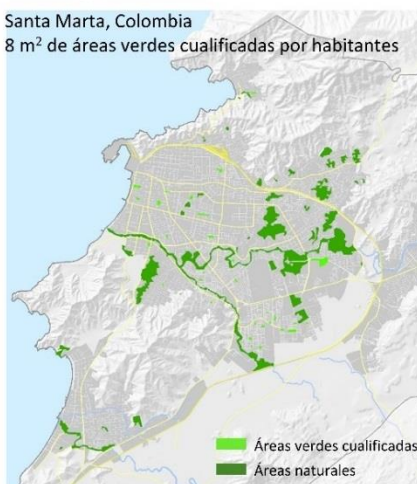 Santa Marta, Colombia
8 m² de áreas verdes cualificadas por habitantes
Áreas verdes cualificadas
Áreas naturales